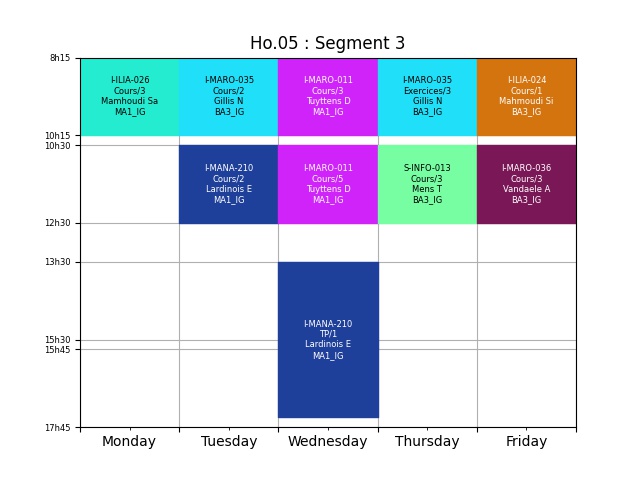 Ho.05 : Segment 3
8h15
I-ILIA-026
Cours/3
Mamhoudi Sa
MA1_IG
I-MARO-035
Cours/2
Gillis N
BA3_IG
I-MARO-011
Cours/3
Tuyttens D
MA1_IG
I-MARO-035
Exercices/3
Gillis N
BA3_IG
I-ILIA-024
Cours/1
Mahmoudi Si
BA3_IG
10h15
10h30
I-MANA-210
Cours/2
Lardinois E
MA1_IG
I-MARO-011
Cours/5
Tuyttens D
MA1_IG
S-INFO-013
Cours/3
Mens T
BA3_IG
I-MARO-036
Cours/3
Vandaele A
BA3_IG
12h30
13h30
I-MANA-210
TP/1
Lardinois E
MA1_IG
15h30
15h45
17h45
Monday
Tuesday
Wednesday
Thursday
Friday